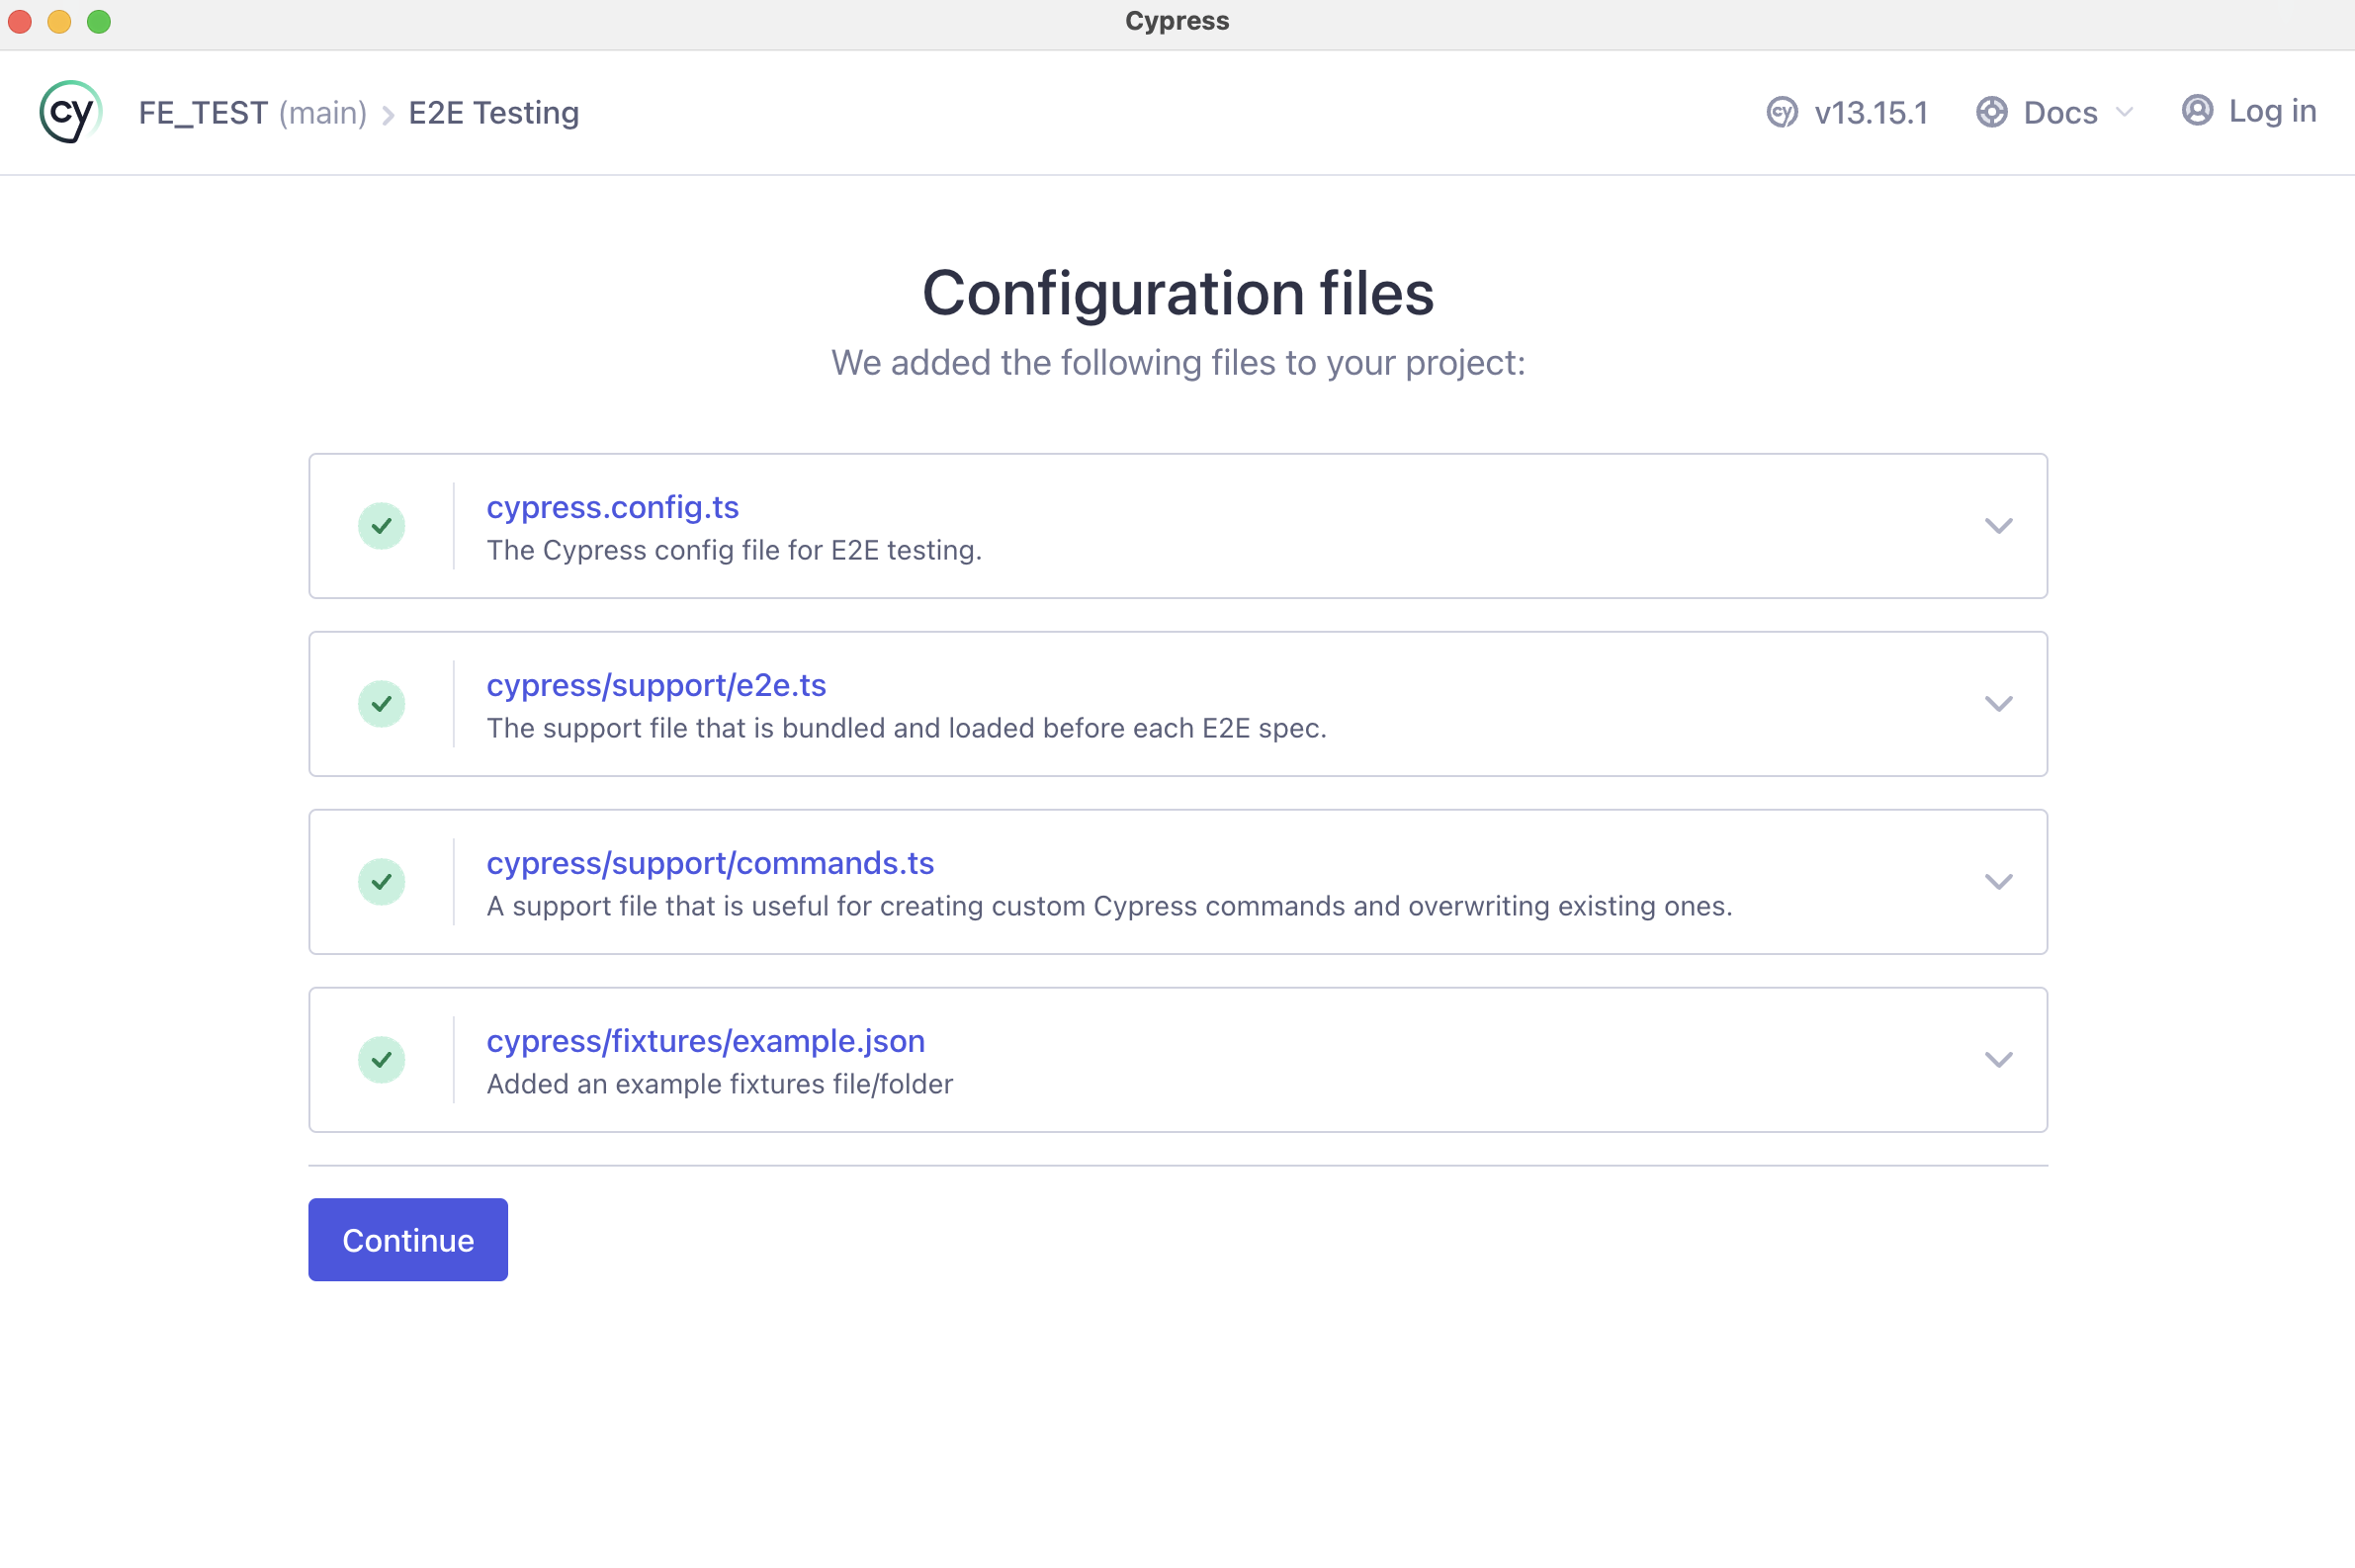 Cypress
cy FE_TEST (main) E2E Testing
cy v13.15.1 Docs Log in
Configuration files
We added the following files to your project:
cypress.config.ts
The Cypress config file for E2E testing.
cypress/support/e2e.ts
The support file that is bundled and loaded before each E2E spec.
cypress/support/commands.ts
A support file that is useful for creating custom Cypress commands and overwriting existing ones.
cypress/fixtures/example.json
Added an example fixtures file/folder
Continue